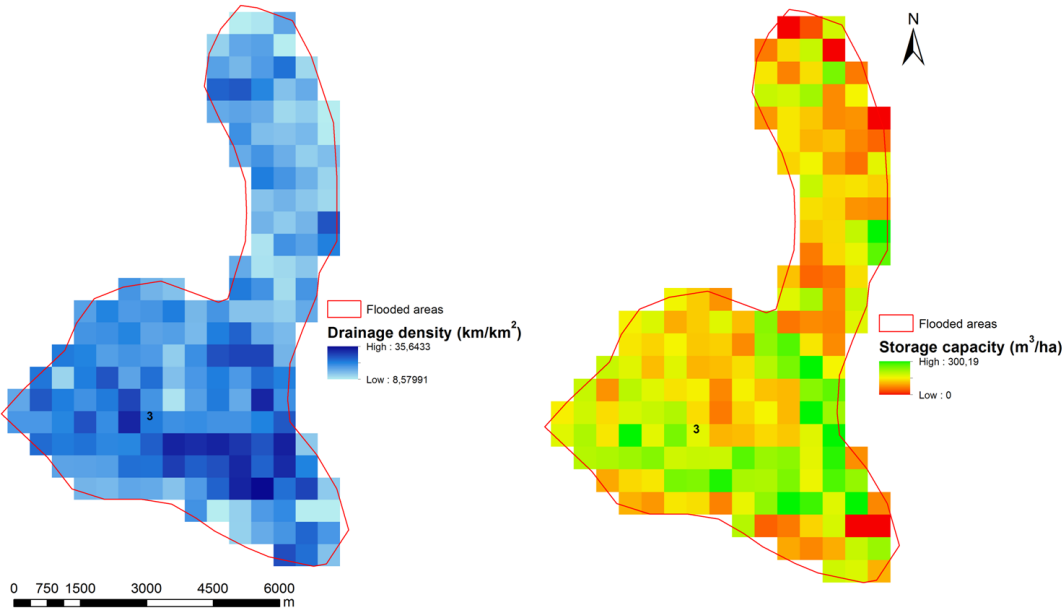 N
Flooded areas
Drainage density (km/km²)
High : 35,6433
Low : 8,57991
3
0 750 1500 3000 4500 6000
m
Flooded areas
Storage capacity (m³/ha)
High : 300,19
Low : 0
3